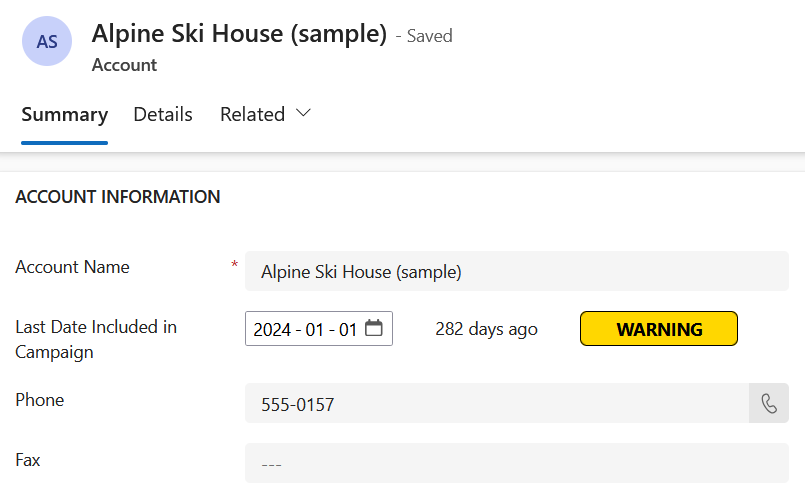 AS
Alpine Ski House (sample) - Saved
Account
Summary Details Related
ACCOUNT INFORMATION
Account Name * Alpine Ski House (sample)
Last Date Included in Campaign 2024 - 01 - 01 282 days ago WARNING
Phone 555-0157
Fax ---